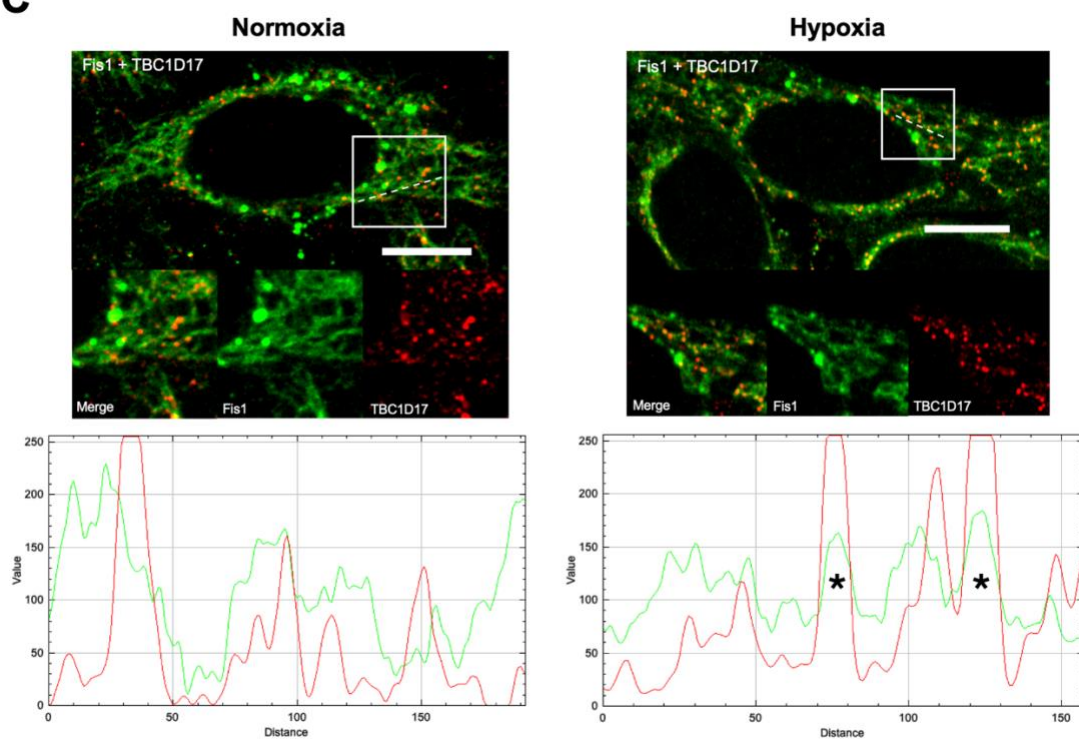 C
Normoxia
Hypoxia
Fis1 + TBC1D17
Fis1 + TBC1D17
Merge
Fis1
TBC1D17
Merge
Fis1
TBC1D17
250
200
150
100
50
0
Value
0
50
100
150
Distance
250
200
150
100
50
0
Value
*
*
0
50
100
150
Distance